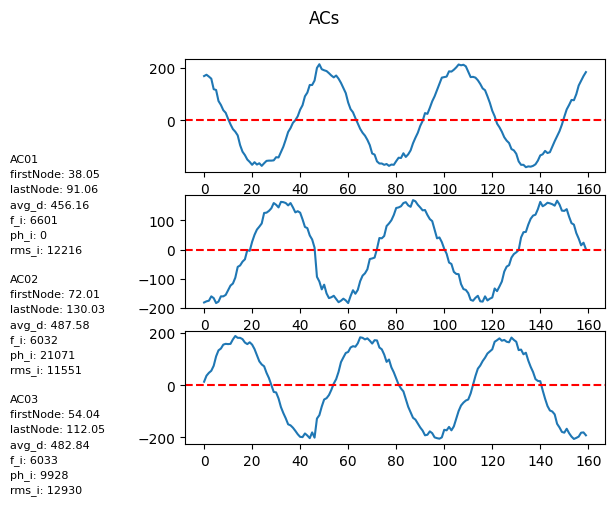 ACs
200
0
0 20 40 60 80 100 120 140 160
AC01
firstNode: 38.05
lastNode: 91.06
avg_d: 456.16
f_i: 6601
ph_i: 0
rms_i: 12216
100
0
−100
−200
0 20 40 60 80 100 120 140 160
AC02
firstNode: 72.01
lastNode: 130.03
avg_d: 487.58
f_i: 6032
ph_i: 21071
rms_i: 11551
200
0
−200
0 20 40 60 80 100 120 140 160
AC03
firstNode: 54.04
lastNode: 112.05
avg_d: 482.84
f_i: 6033
ph_i: 9928
rms_i: 12930